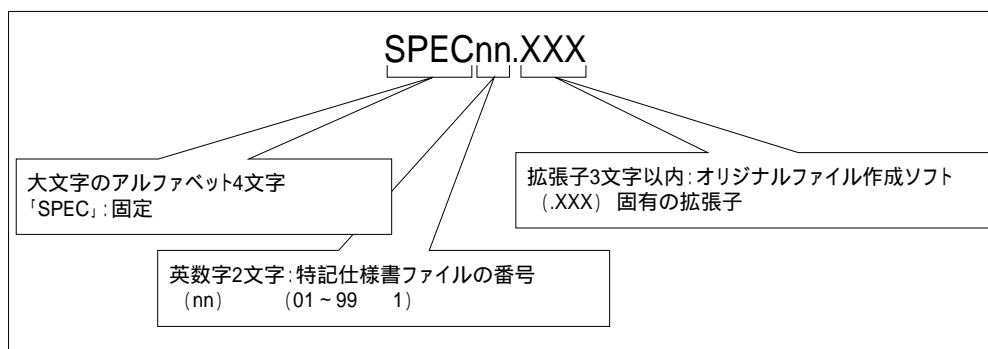 SPECnn.XXX
大文字のアルファベット4文字
「SPEC」:固定
拡張子3文字以内:オリジナルファイル作成ソフト
(.XXX) 固有の拡張子
英数字2文字:特記仕様書ファイルの番号
(nn) (01~99 1)